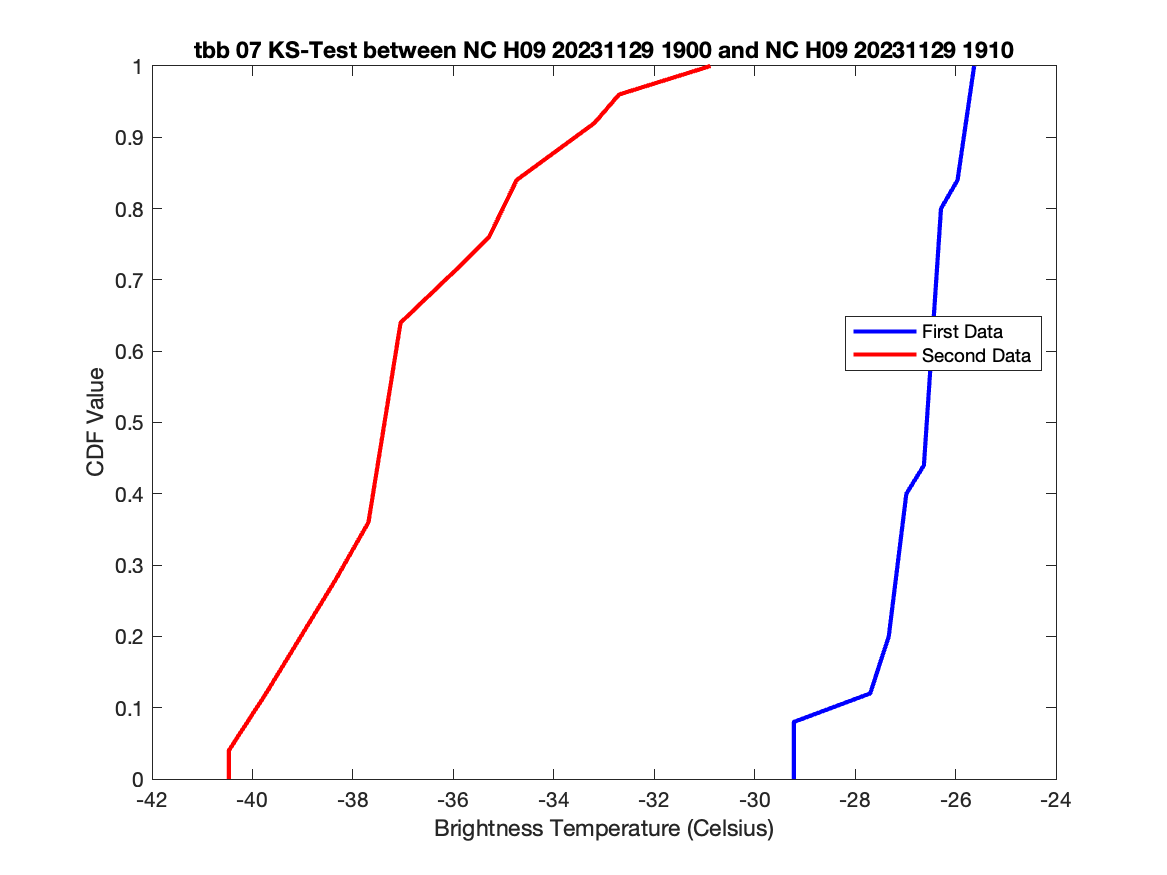 tbb 07 KS-Test between NC H09 20231129 1900 and NC H09 20231129 1910
1
0.9
0.8
0.7
0.6
0.5
0.4
0.3
0.2
0.1
0
CDF Value
First Data
Second Data
-42 -40 -38 -36 -34 -32 -30 -28 -26 -24
Brightness Temperature (Celsius)